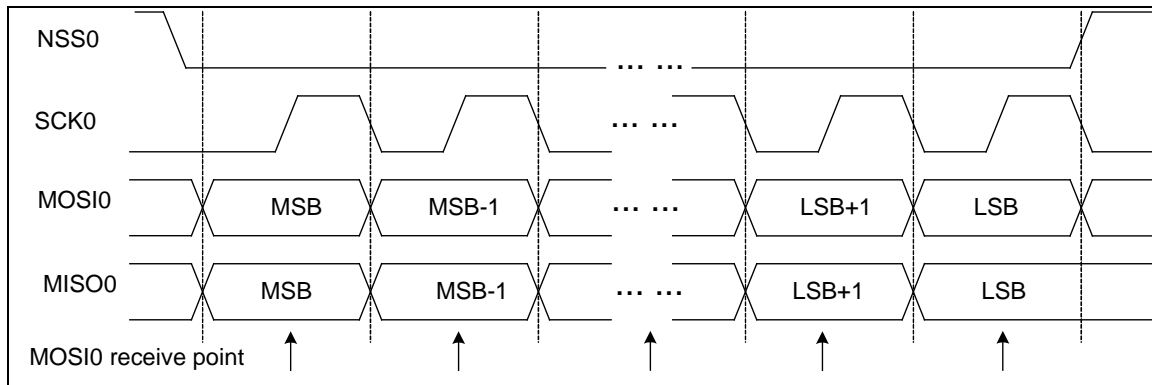 NSS0
... ...
SCK0
... ...
MOSI0 MSB MSB-1 ... ... LSB+1 LSB
MISO0 MSB MSB-1 ... ... LSB+1 LSB
MOSI0 receive point